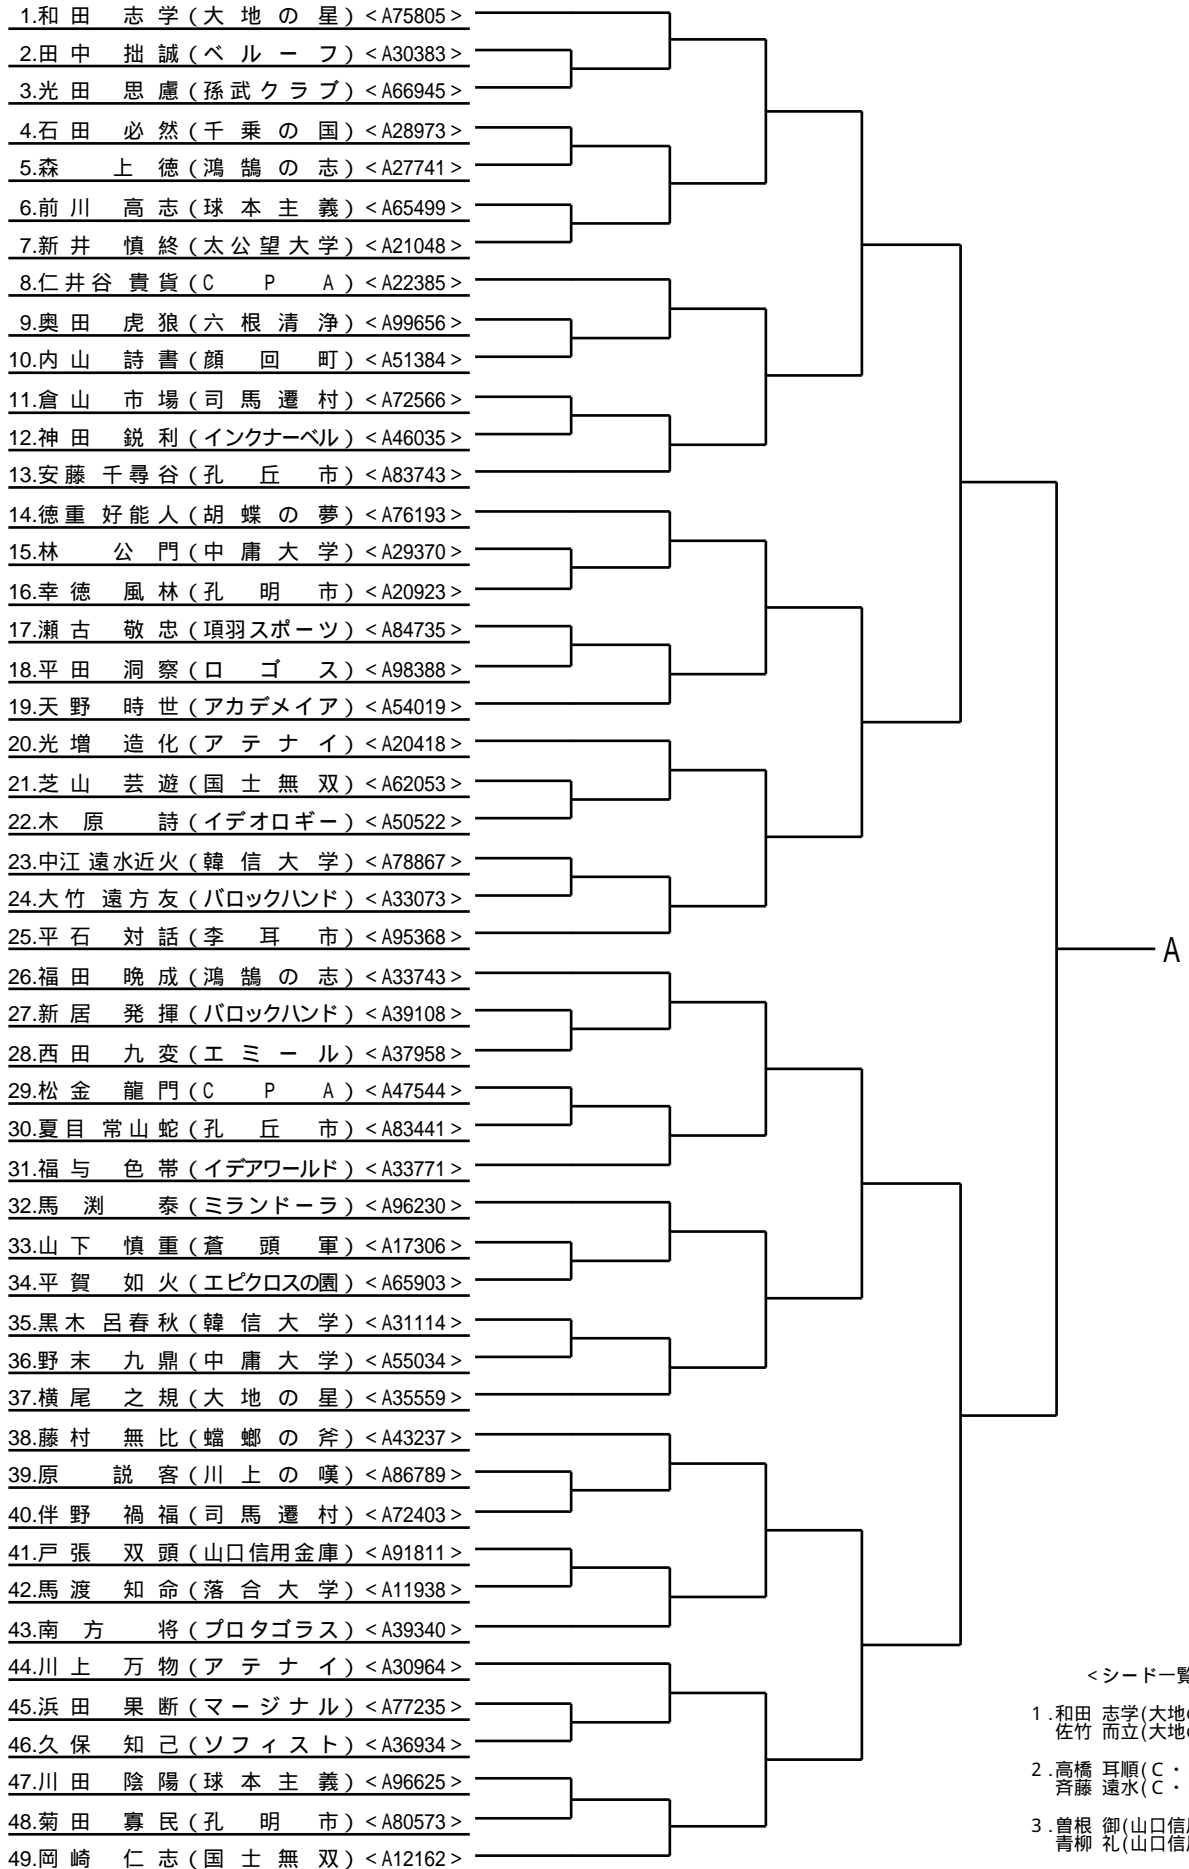 1.和田 志学(大地の星)<A75805>
2.田中 拙誠(ベルーフ)<A30383>
3.光田 思慮(孫武クラブ)<A66945>
4.石田 必然(千乗の国)<A28973>
5.森 上徳(鴻鵠の志)<A27741>
6.前川 高志(球本主義)<A65499>
7.新井 慎終(太公望大学)<A21048>
8.仁井谷 貴貨(C P A)<A22385>
9.奥田 虎狼(六根清浄)<A99656>
10.内山 詩書(顔回町)<A51384>
11.倉山 市場(司馬遷村)<A72566>
12.神田 鋭利(インクナーベル)<A46035>
13.安藤 千尋谷(孔丘市)<A83743>
14.徳重 好能人(胡蝶の夢)<A76193>
15.林 公門(中庸大学)<A29370>
16.幸徳 風林(孔明市)<A20923>
17.瀬古 敬忠(項羽スポーツ)<A84735>
18.平田 洞察(ロゴス)<A98388>
19.天野 時世(アカデメイア)<A54019>
20.光増 造化(アテナイ)<A20418>
21.芝山 芸遊(国士無双)<A62053>
22.木原 詩(イデオロギー)<A50522>
23.中江 遠水近火(韓信大学)<A78867>
24.大竹 遠方友(バロックハンド)<A33073>
25.平石 対話(李耳市)<A95368>
A
26.福田 晩成(鴻鵠の志)<A33743>
27.新居 発揮(バロックハンド)<A39108>
28.西田 九変(エミール)<A37958>
29.松金 龍門(C P A)<A47544>
30.夏目 常山蛇(孔丘市)<A83441>
31.福与 色帯(イデアワールド)<A33771>
32.馬渕 泰(ミランドーラ)<A96230>
33.山下 慎重(蒼頭軍)<A17306>
34.平賀 如火(エピクロスの園)<A65903>
35.黒木 呂春秋(韓信大学)<A31114>
36.野末 九鼎(中庸大学)<A55034>
37.横尾 之規(大地の星)<A35559>
38.藤村 無比(蟷螂の斧)<A43237>
39.原 説客(川上の嘆)<A86789>
40.伴野 禍福(司馬遷村)<A72403>
41.戸張 双頭(山口信用金庫)<A91811>
42.馬渡 知命(落合大学)<A11938>
43.南方 将(プロタゴラス)<A39340>
44.川上 万物(アテナイ)<A30964>
45.浜田 果断(マージナル)<A77235>
46.久保 知己(ソフィスト)<A36934>
47.川田 陰陽(球本主義)<A96625>
48.菊田 寡民(孔明市)<A80573>
49.岡崎 仁志(国士無双)<A12162>
<シード一覧
1.和田 志学(大地
佐竹 而立(大地
2.高橋 耳順(C・
斉藤 遠水(C・
3.曽根 御(山口信
青柳 礼(山口信